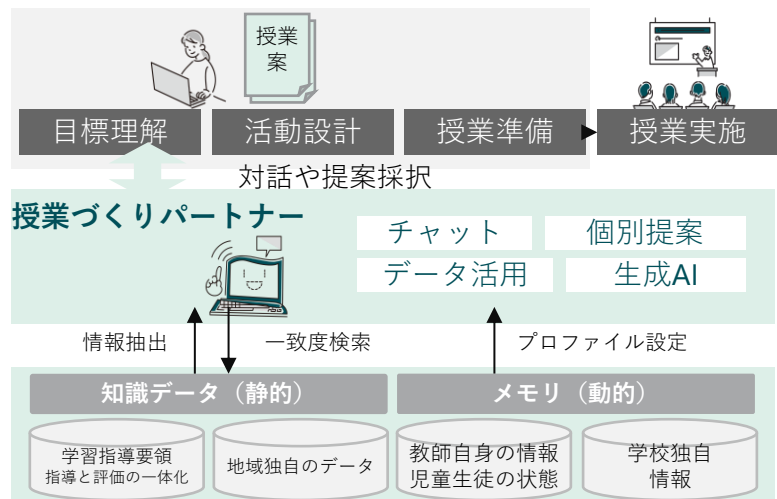 授業
案
目標理解
活動設計
授業準備
授業実施
対話や提案採択
授業づくりパートナー
チャット
個別提案
データ活用
生成AI
情報抽出
一致度検索
プロファイル設定
知識データ（静的）
メモリ（動的）
学習指導要領
指導と評価の一体化
地域独自のデータ
教師自身の情報
児童生徒の状態
学校独自
情報